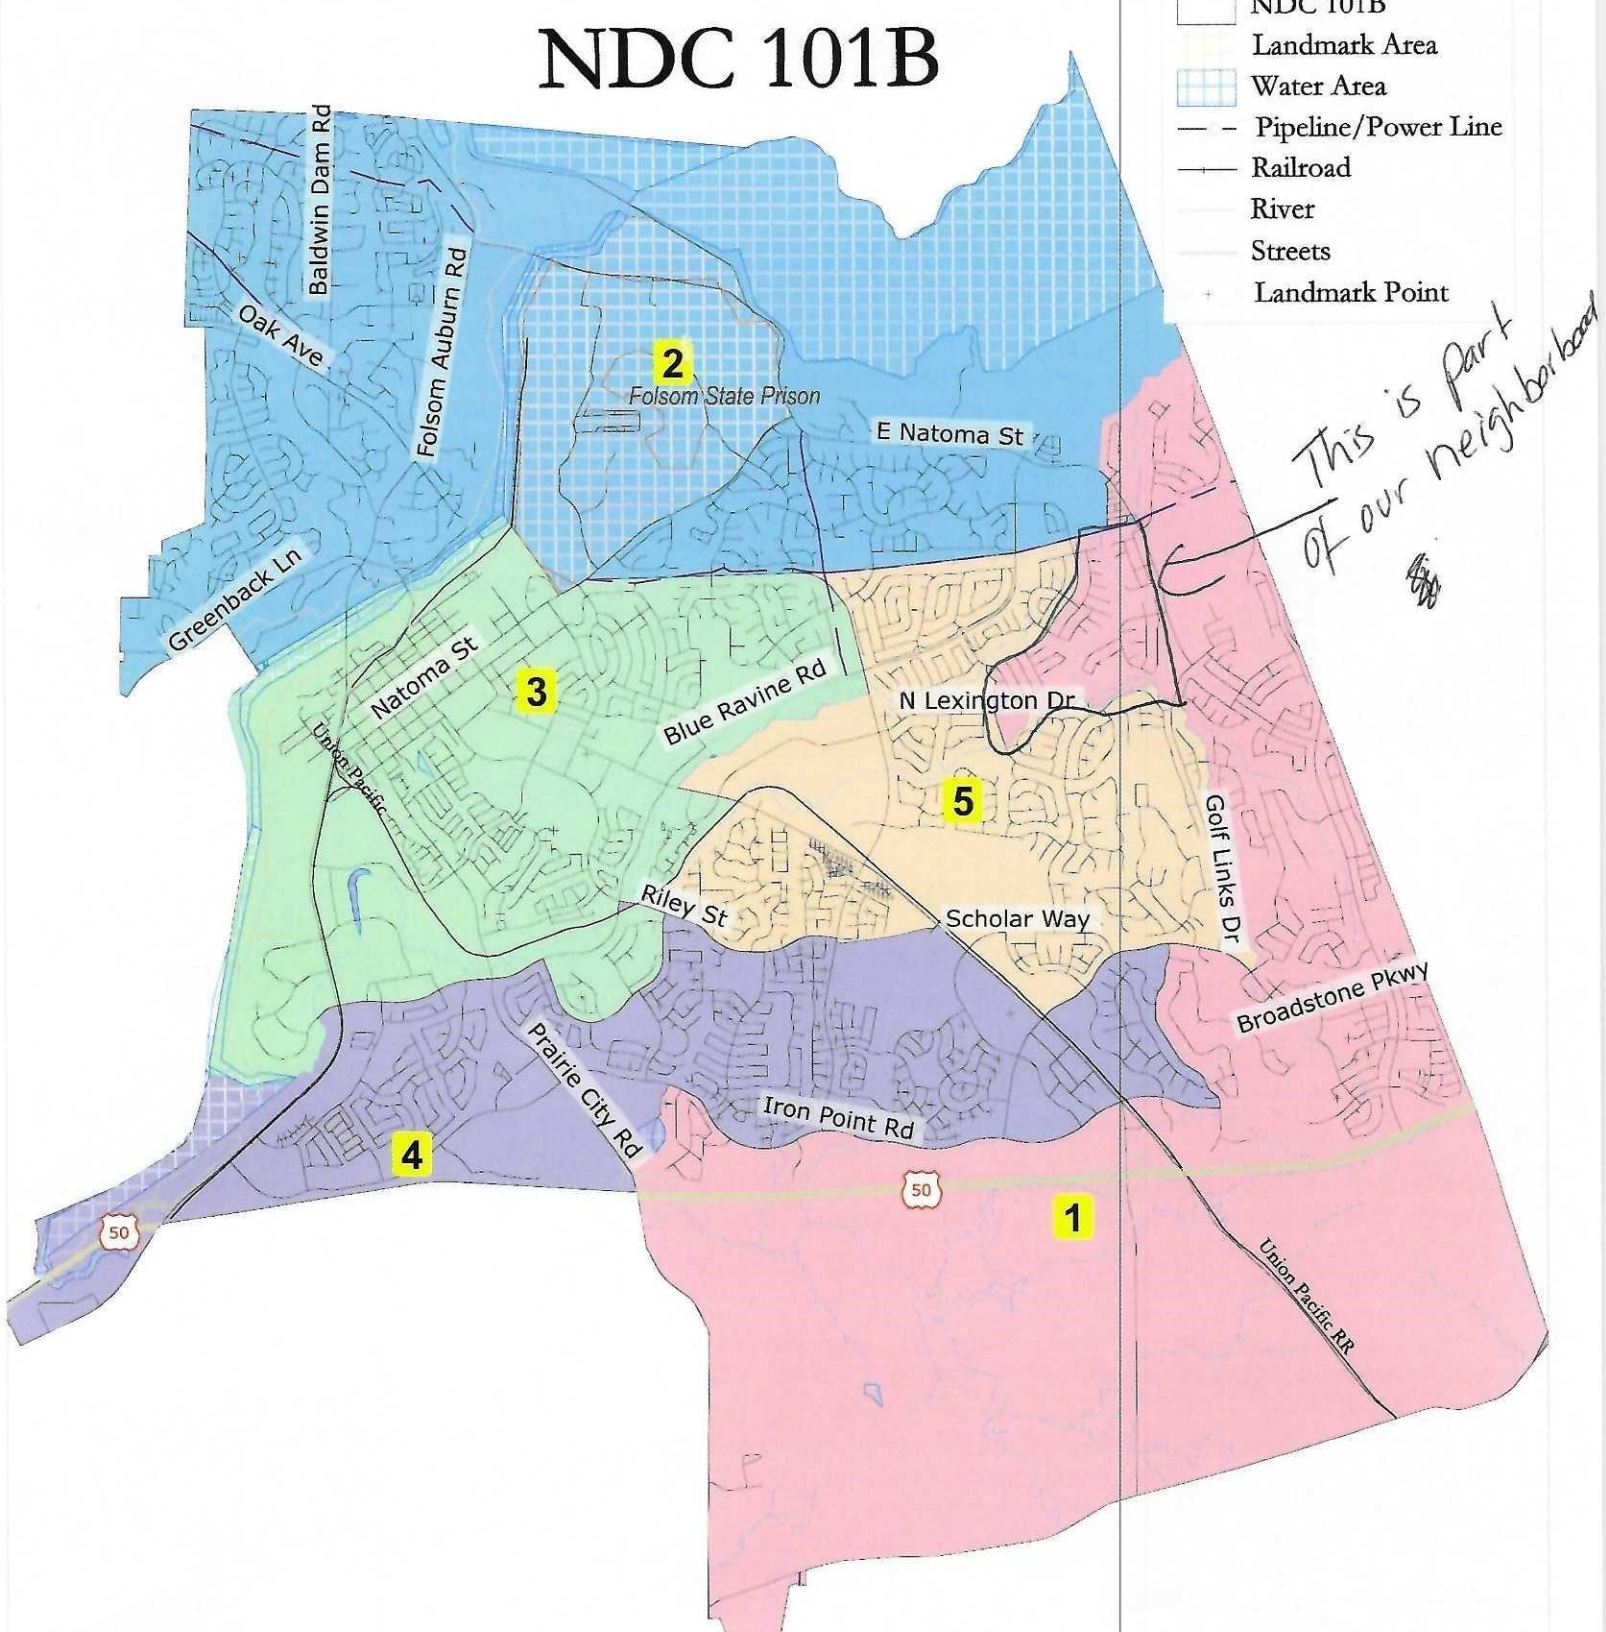 NDC 101B
NDC 101B
Landmark Area
Water Area
Pipeline/Power Line
Railroad
River
Streets
Landmark Point
This is part
of our neighborhood
Baldwin Dam Rd
Oak Ave
Folsom Auburn Rd
2
Folsom State Prison
E Natoma St
Greenback Ln
Natoma St
3
Blue Ravine Rd
N Lexington Dr
Union Pacific
5
Golf Links Dr
Riley St
Scholar Way
Broadstone Pkwy
Prairie City Rd
Iron Point Rd
4
50
50
1
Union Pacific RR